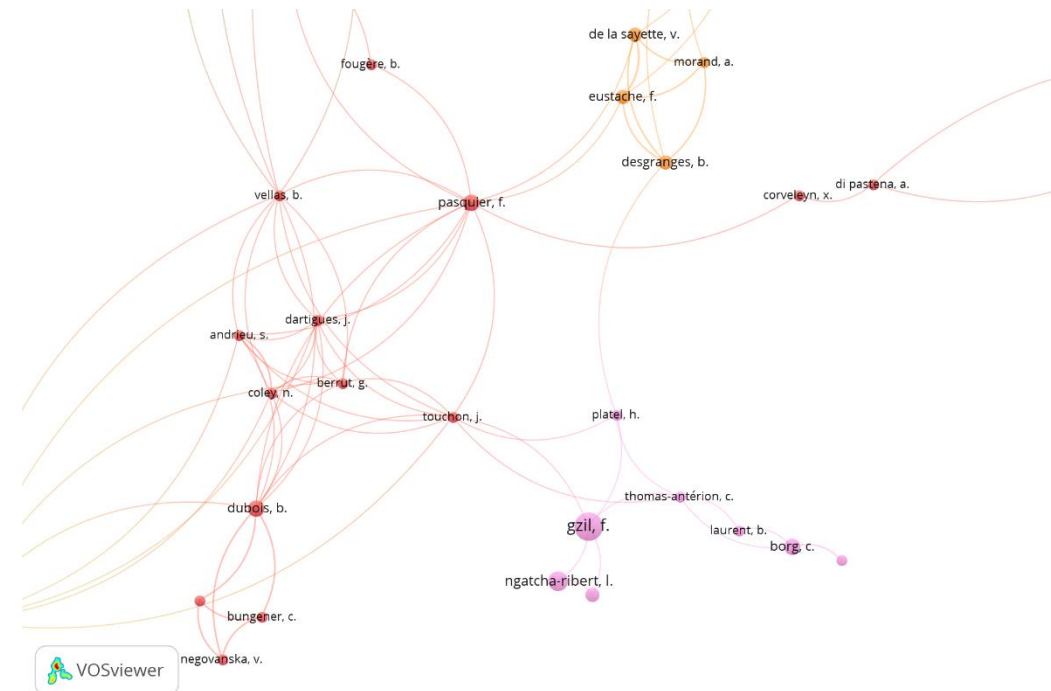 de la sayette, v.
morand, a.
fougère, b.
eustache, f.
desgranges, b.
di pastena, a.
vellas, b.
corveleyn, x.
pasquier, f.
dartigues, j.
andrieu, s.
berrut, g.
coley, n.
touchon, j.
platel, h.
thomas-antérion, c.
dubois, b.
gzil, f.
laurent, b.
borg, c.
ngatcha-ribert, l.
bungener, c.
negovanska, v.
VOSviewer